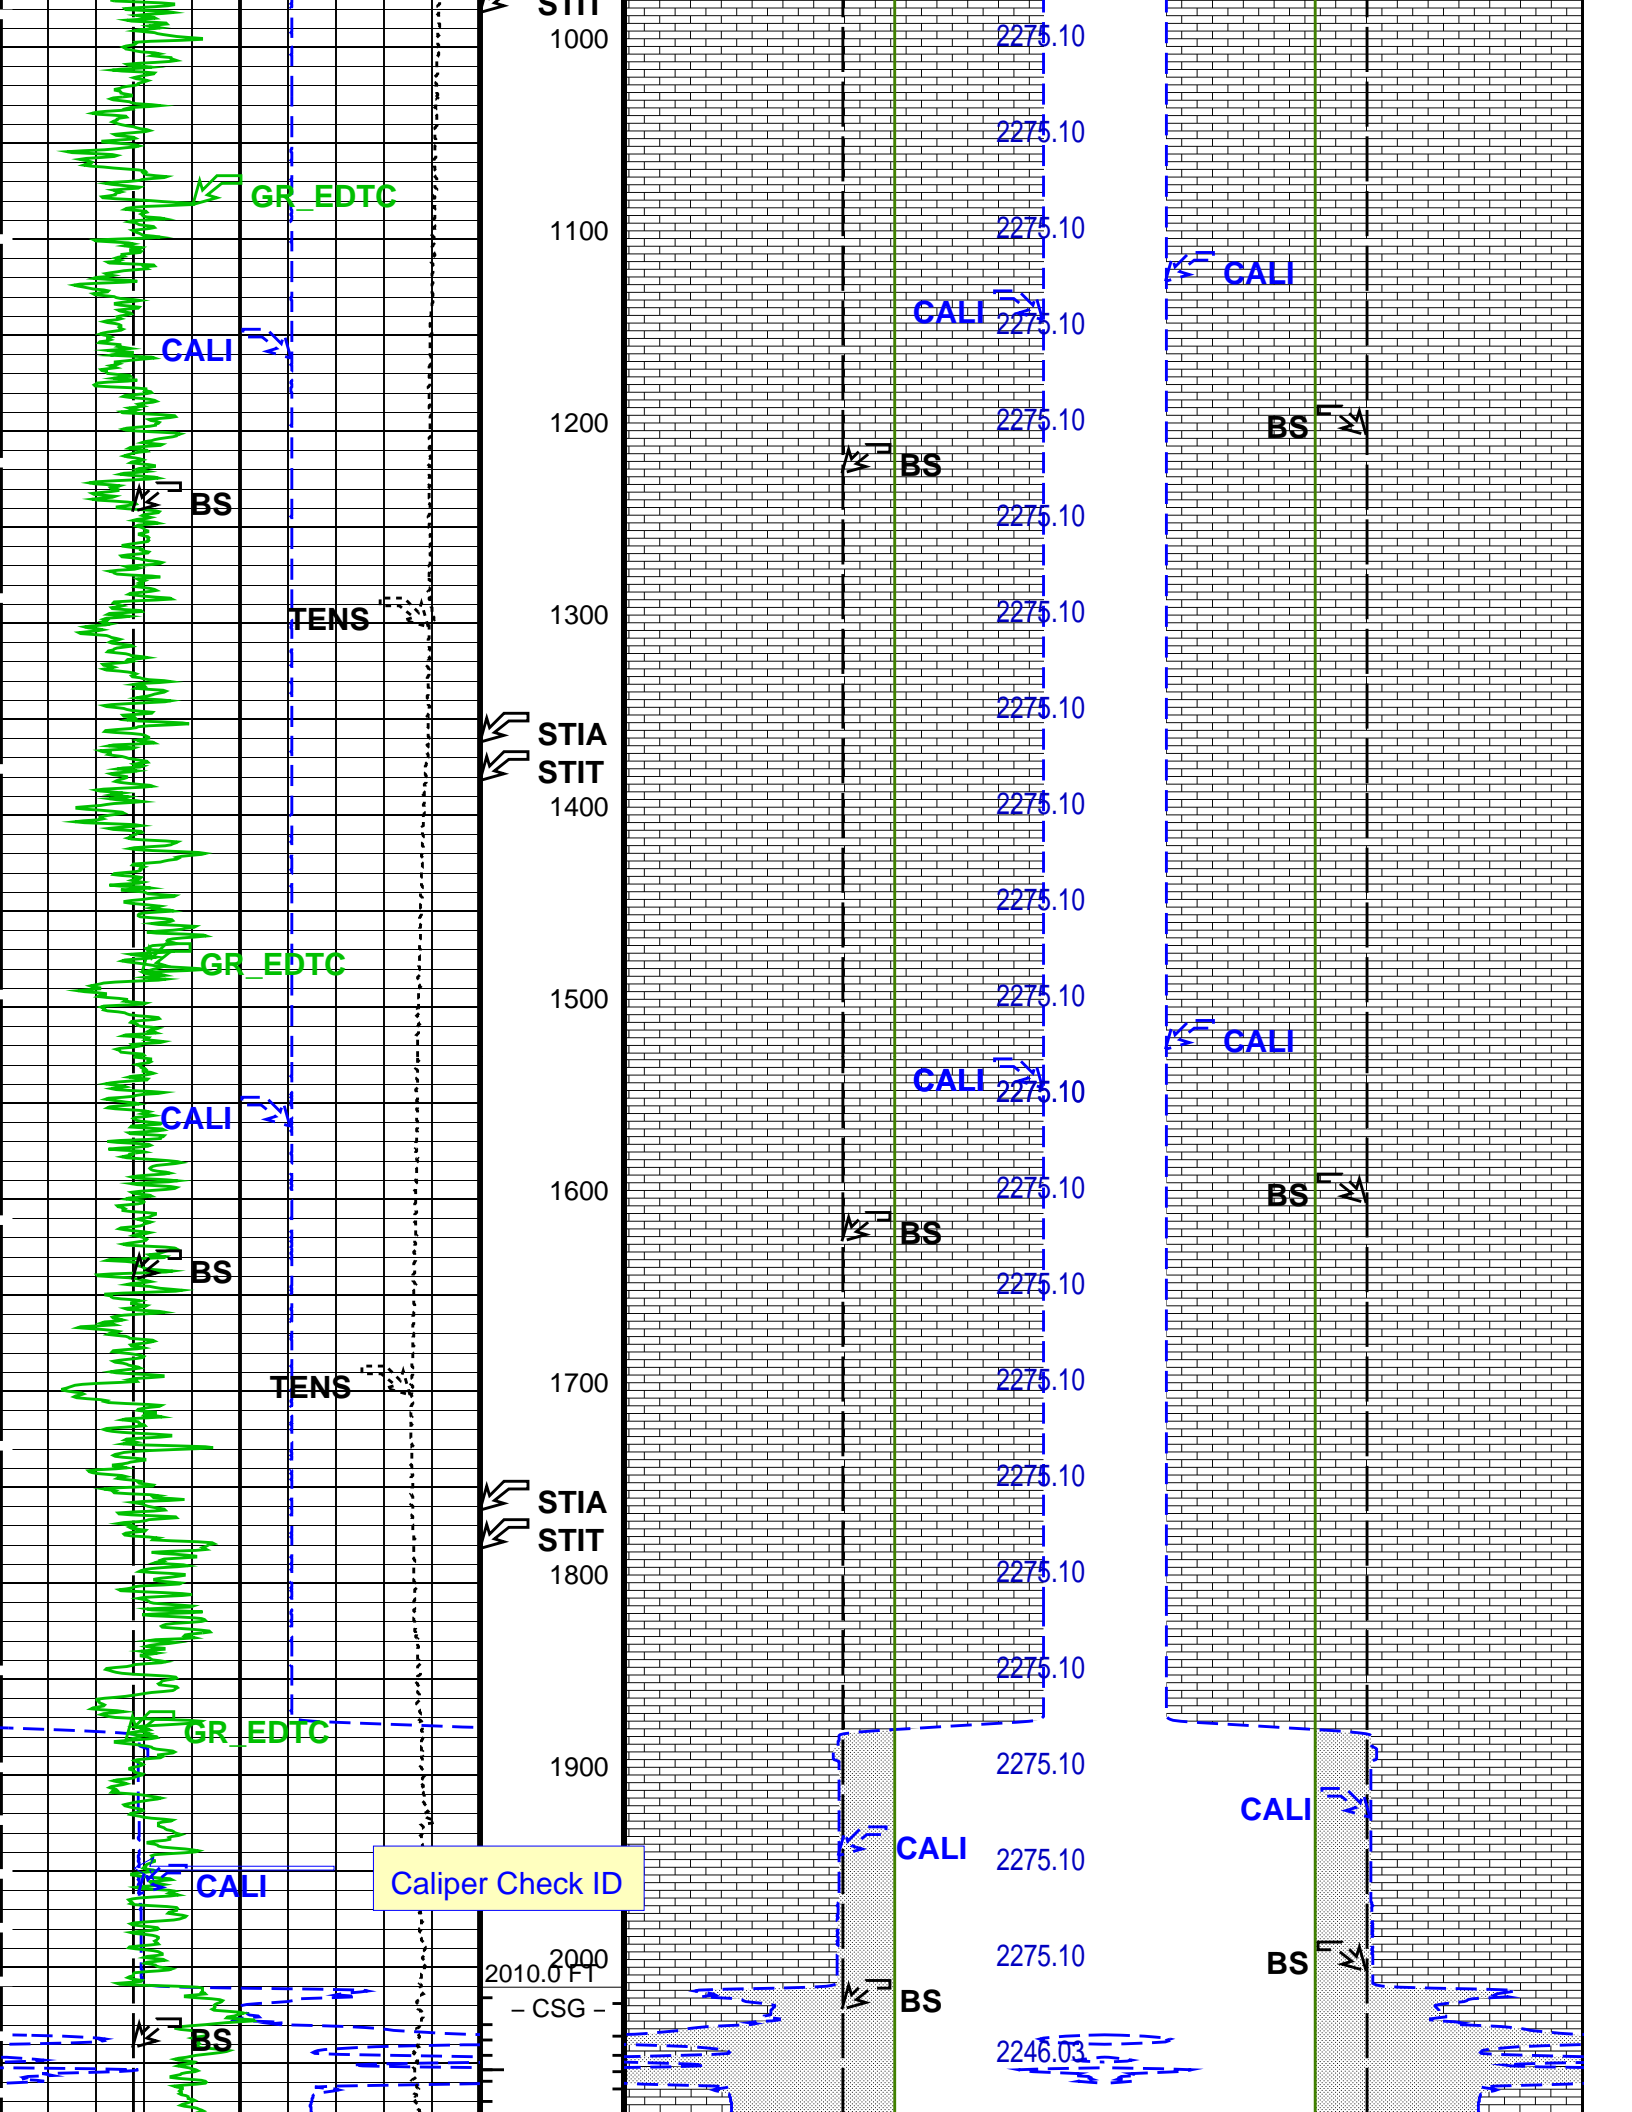 STIT
1000 2275.10
2275.10
GR_EDTC
1100 2275.10
CALI
CALI 2275.10
CALI
1200 2275.10 BS
BS
BS 2275.10
TENS 1300 2275.10
2275.10
STIA
STIT
1400 2275.10
2275.10
GR_EDTC
1500 2275.10
CALI
CALI 2275.10
CALI
1600 2275.10 BS
BS
BS 2275.10
TENS 1700 2275.10
2275.10
STIA
STIT
1800 2275.10
2275.10
GR_EDTC
1900 2275.10
CALI
CALI
2275.10
CALI Caliper Check ID
2000 2275.10 BS
2010.0 FT
BS
– CSG –
BS 2246.03